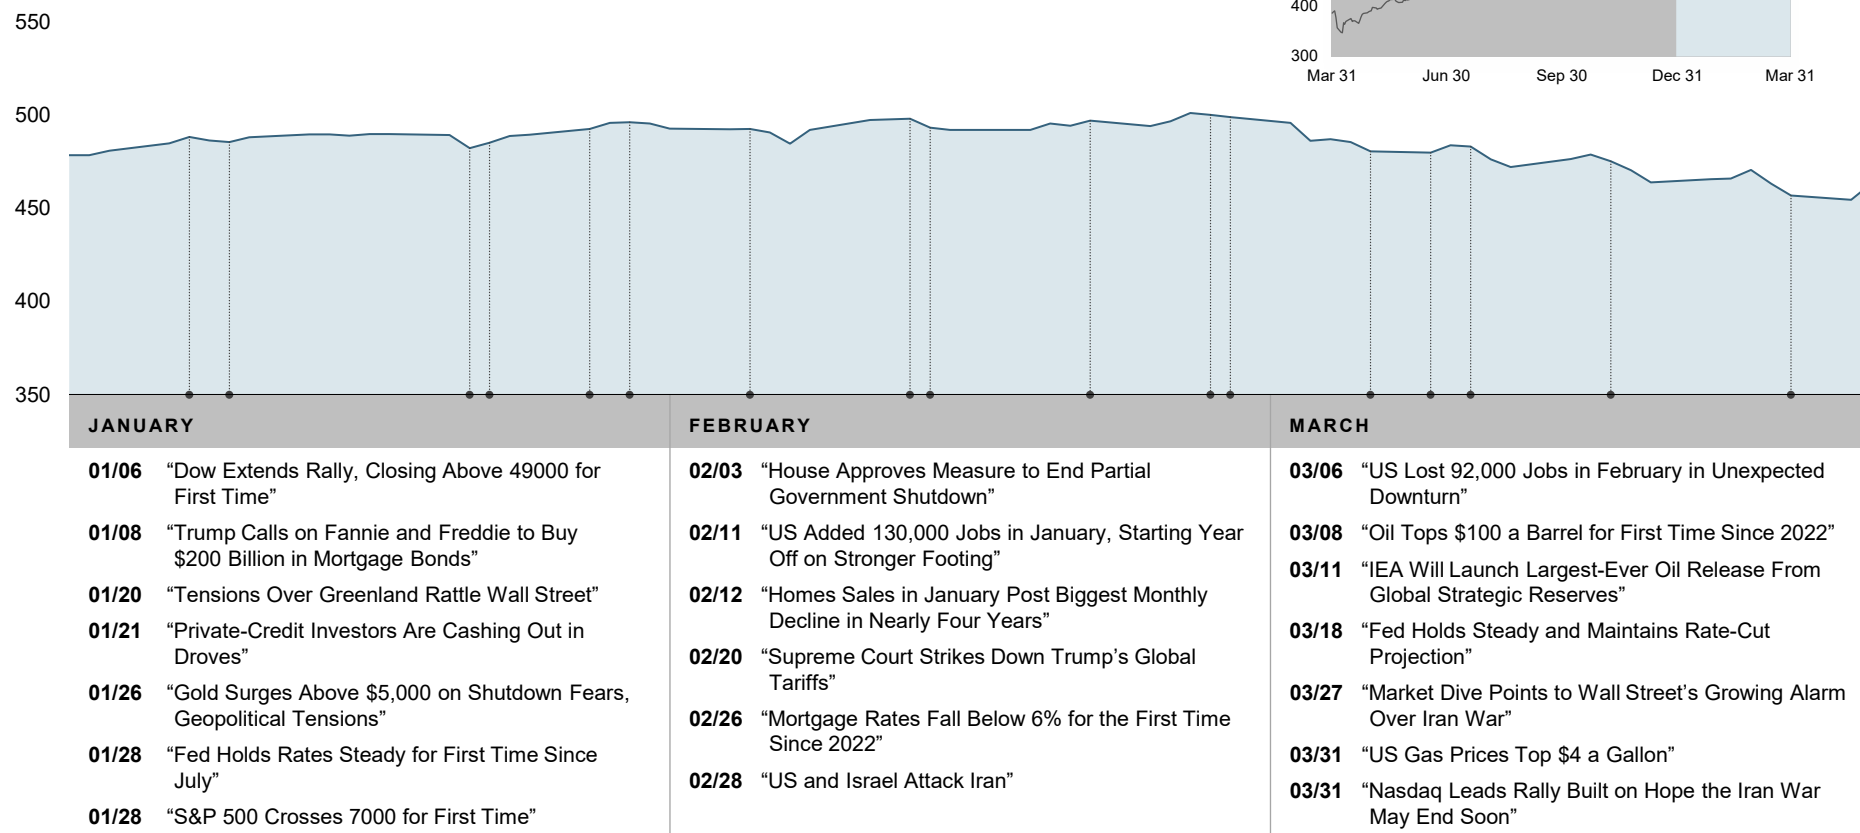 550
500
450
400
350
400
300
Mar 31 Jun 30 Sep 30 Dec 31 Mar 31
JANUARY
01/06 “Dow Extends Rally, Closing Above 49000 for
First Time”
01/08 “Trump Calls on Fannie and Freddie to Buy
$200 Billion in Mortgage Bonds”
01/20 “Tensions Over Greenland Rattle Wall Street”
01/21 “Private-Credit Investors Are Cashing Out in
Droves”
01/26 “Gold Surges Above $5,000 on Shutdown Fears,
Geopolitical Tensions”
01/28 “Fed Holds Rates Steady for First Time Since
July”
01/28 “S&P 500 Crosses 7000 for First Time”
FEBRUARY
02/03 “House Approves Measure to End Partial
Government Shutdown”
02/11 “US Added 130,000 Jobs in January, Starting Year
Off on Stronger Footing”
02/12 “Homes Sales in January Post Biggest Monthly
Decline in Nearly Four Years”
02/20 “Supreme Court Strikes Down Trump’s Global
Tariffs”
02/26 “Mortgage Rates Fall Below 6% for the First Time
Since 2022”
02/28 “US and Israel Attack Iran”
MARCH
03/06 “US Lost 92,000 Jobs in February in Unexpected
Downturn”
03/08 “Oil Tops $100 a Barrel for First Time Since 2022”
03/11 “IEA Will Launch Largest-Ever Oil Release From
Global Strategic Reserves”
03/18 “Fed Holds Steady and Maintains Rate-Cut
Projection”
03/27 “Market Dive Points to Wall Street’s Growing Alarm
Over Iran War”
03/31 “US Gas Prices Top $4 a Gallon”
03/31 “Nasdaq Leads Rally Built on Hope the Iran War
May End Soon”